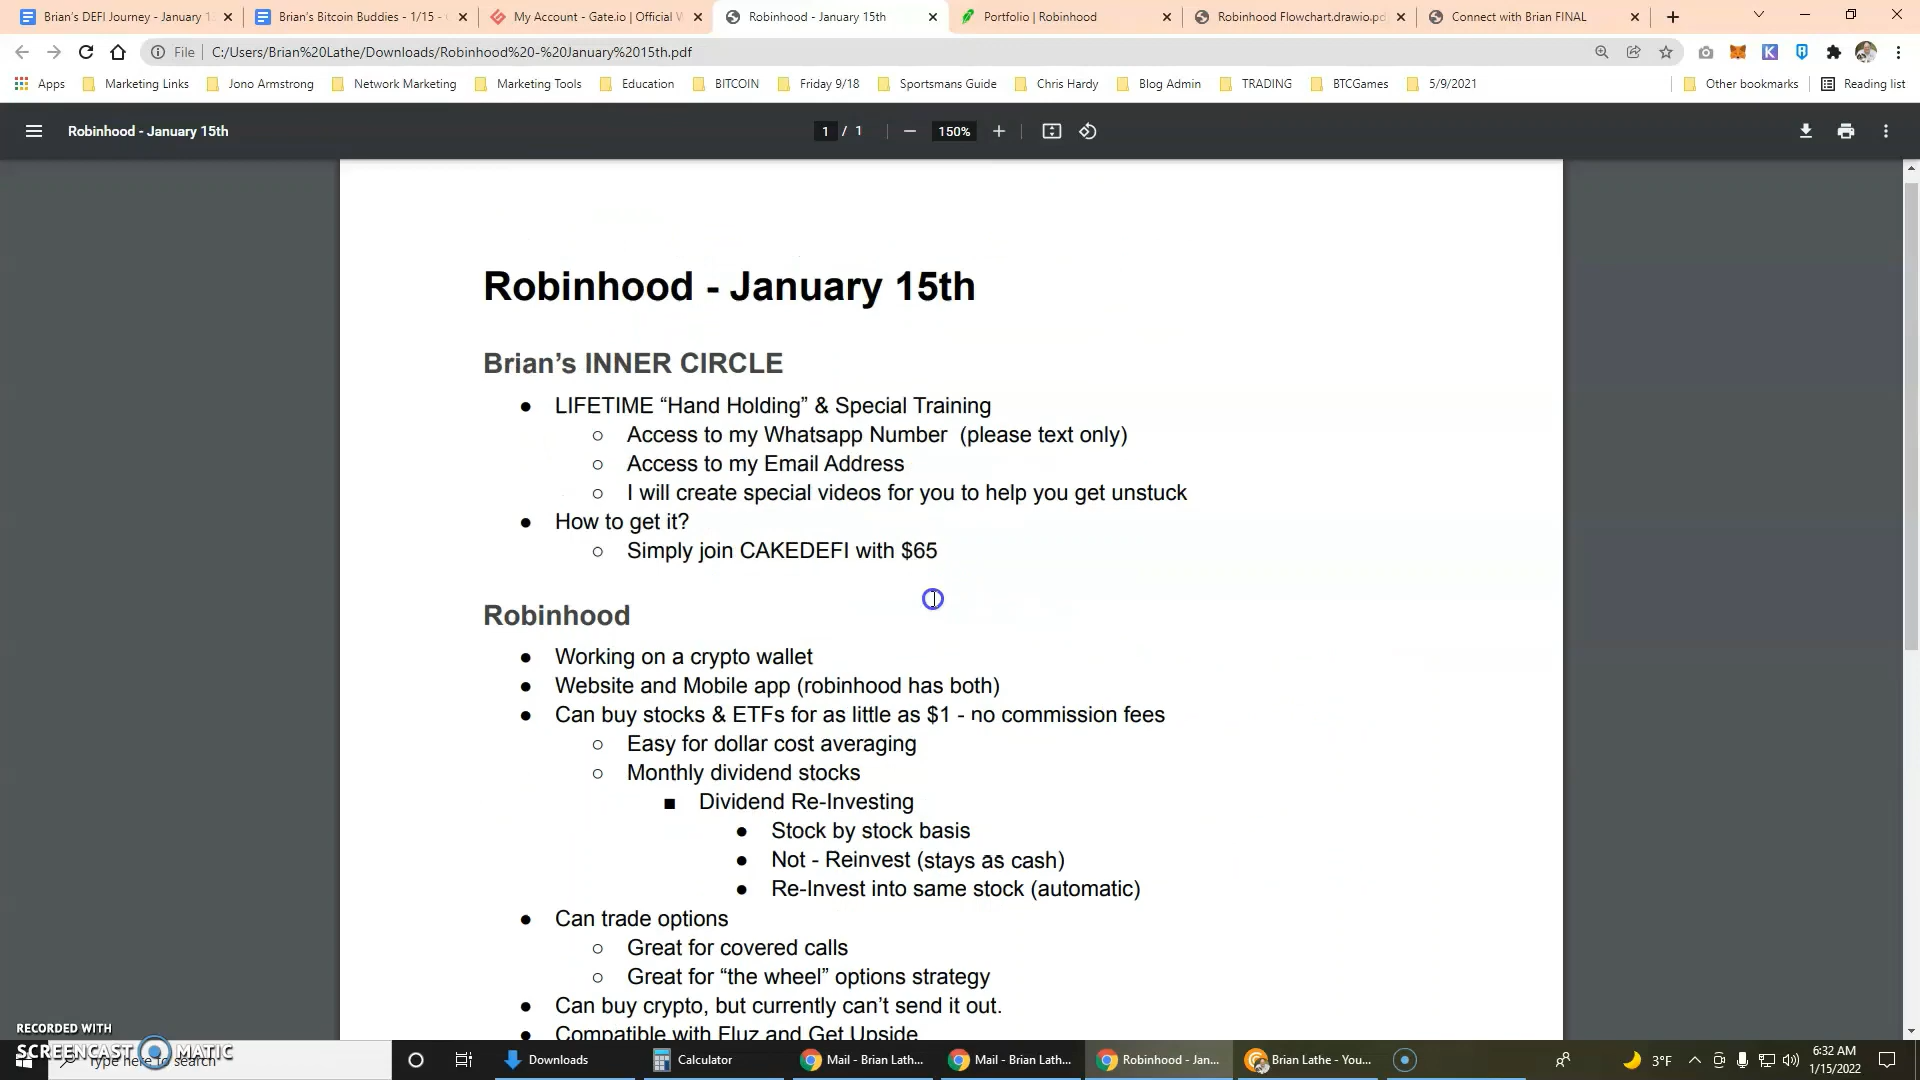 Brian's DEFI Journey - January 1
Brian's Bitcoin Buddies - 1/15 -
My Account - Gate.io | Official W
Robinhood - January 15th
Portfolio | Robinhood
Robinhood Flowchart.drawio.pd
Connect with Brian FINAL
File
C:/Users/Brian%20Lathe/Downloads/Robinhood%20-%20January%2015th.pdf
Apps
Marketing Links
Jono Armstrong
Network Marketing
Marketing Tools
Education
BITCOIN
Friday 9/18
Sportsmans Guide
Chris Hardy
Blog Admin
TRADING
BTCGames
5/9/2021
Other bookmarks
Reading list
Robinhood - January 15th
1 / 1
150%
Robinhood - January 15th
Brian's INNER CIRCLE
● LIFETIME “Hand Holding” & Special Training
○ Access to my Whatsapp Number (please text only)
○ Access to my Email Address
○ I will create special videos for you to help you get unstuck
● How to get it?
○ Simply join CAKEDEFI with $65
Robinhood
● Working on a crypto wallet
● Website and Mobile app (robinhood has both)
● Can buy stocks & ETFs for as little as $1 - no commission fees
○ Easy for dollar cost averaging
○ Monthly dividend stocks
■ Dividend Re-Investing
● Stock by stock basis
● Not - Reinvest (stays as cash)
● Re-Invest into same stock (automatic)
● Can trade options
○ Great for covered calls
○ Great for “the wheel” options strategy
● Can buy crypto, but currently can't send it out.
● Compatible with Fluz and Get Upside
RECORDED WITH
SCREENCAST MATIC
Type here to search
Downloads
Calculator
Mail - Brian Lath...
Mail - Brian Lath...
Robinhood - Jan...
Brian Lathe - You...
3°F
6:32 AM
1/15/2022